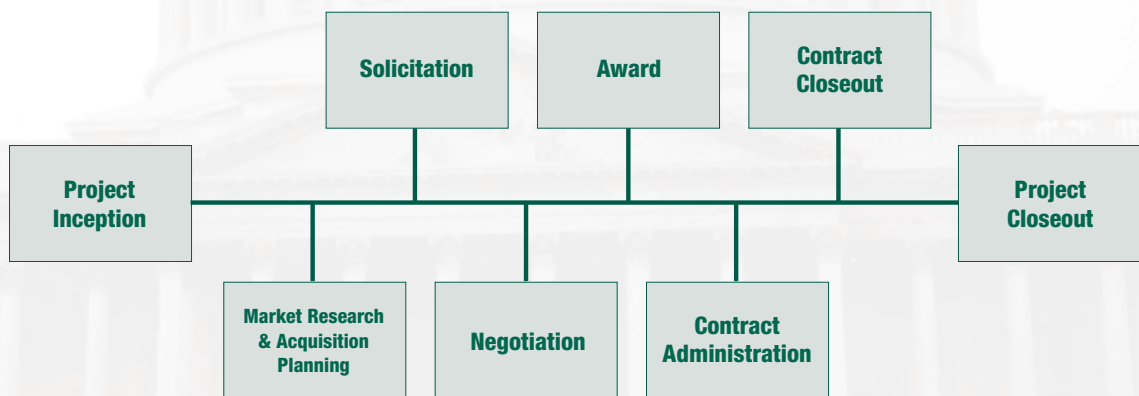 Solicitation
Award
Contract
Closeout
Project
Inception
Project
Closeout
Market Research
& Acquisition
Planning
Negotiation
Contract
Administration